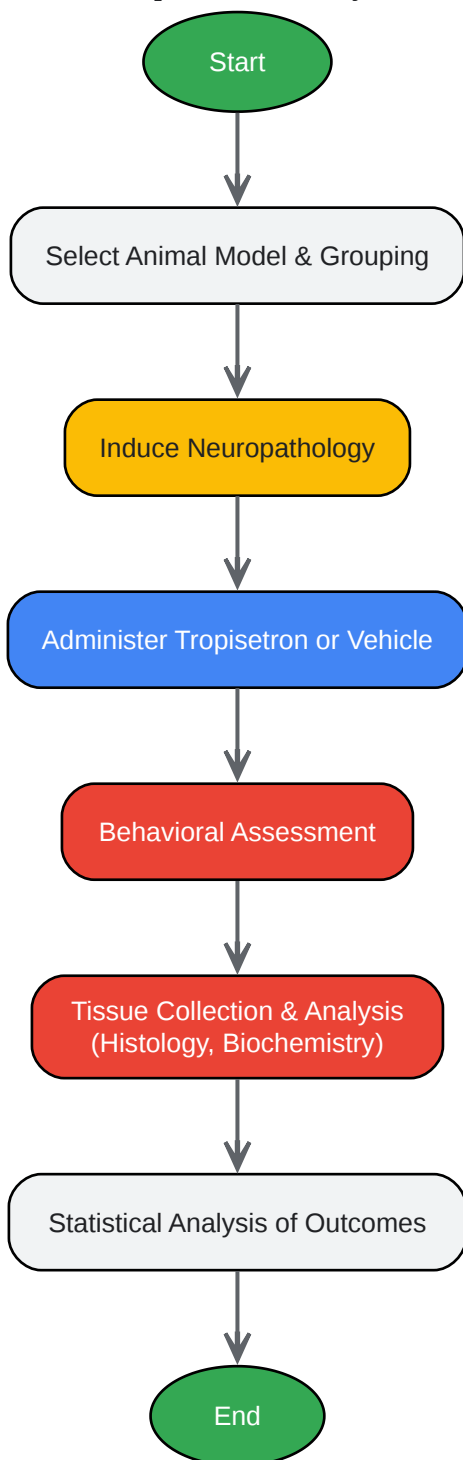 Start
Select Animal Model & Grouping
Induce Neuropathology
Administer Tropisetron or Vehicle
Behavioral Assessment
Tissue Collection & Analysis
(Histology, Biochemistry)
Statistical Analysis of Outcomes
End